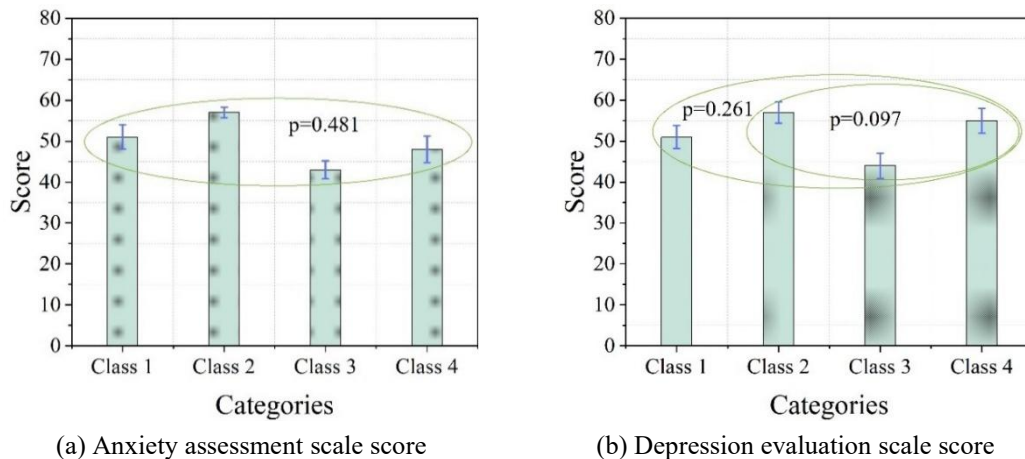 80
70
60
50
40
30
20
10
0
Score
p=0.481
Class 1 Class 2 Class 3 Class 4
Categories
(a) Anxiety assessment scale score
80
70
60
50
40
30
20
10
0
Score
p=0.261
p=0.097
Class 1 Class 2 Class 3 Class 4
Categories
(b) Depression evaluation scale score